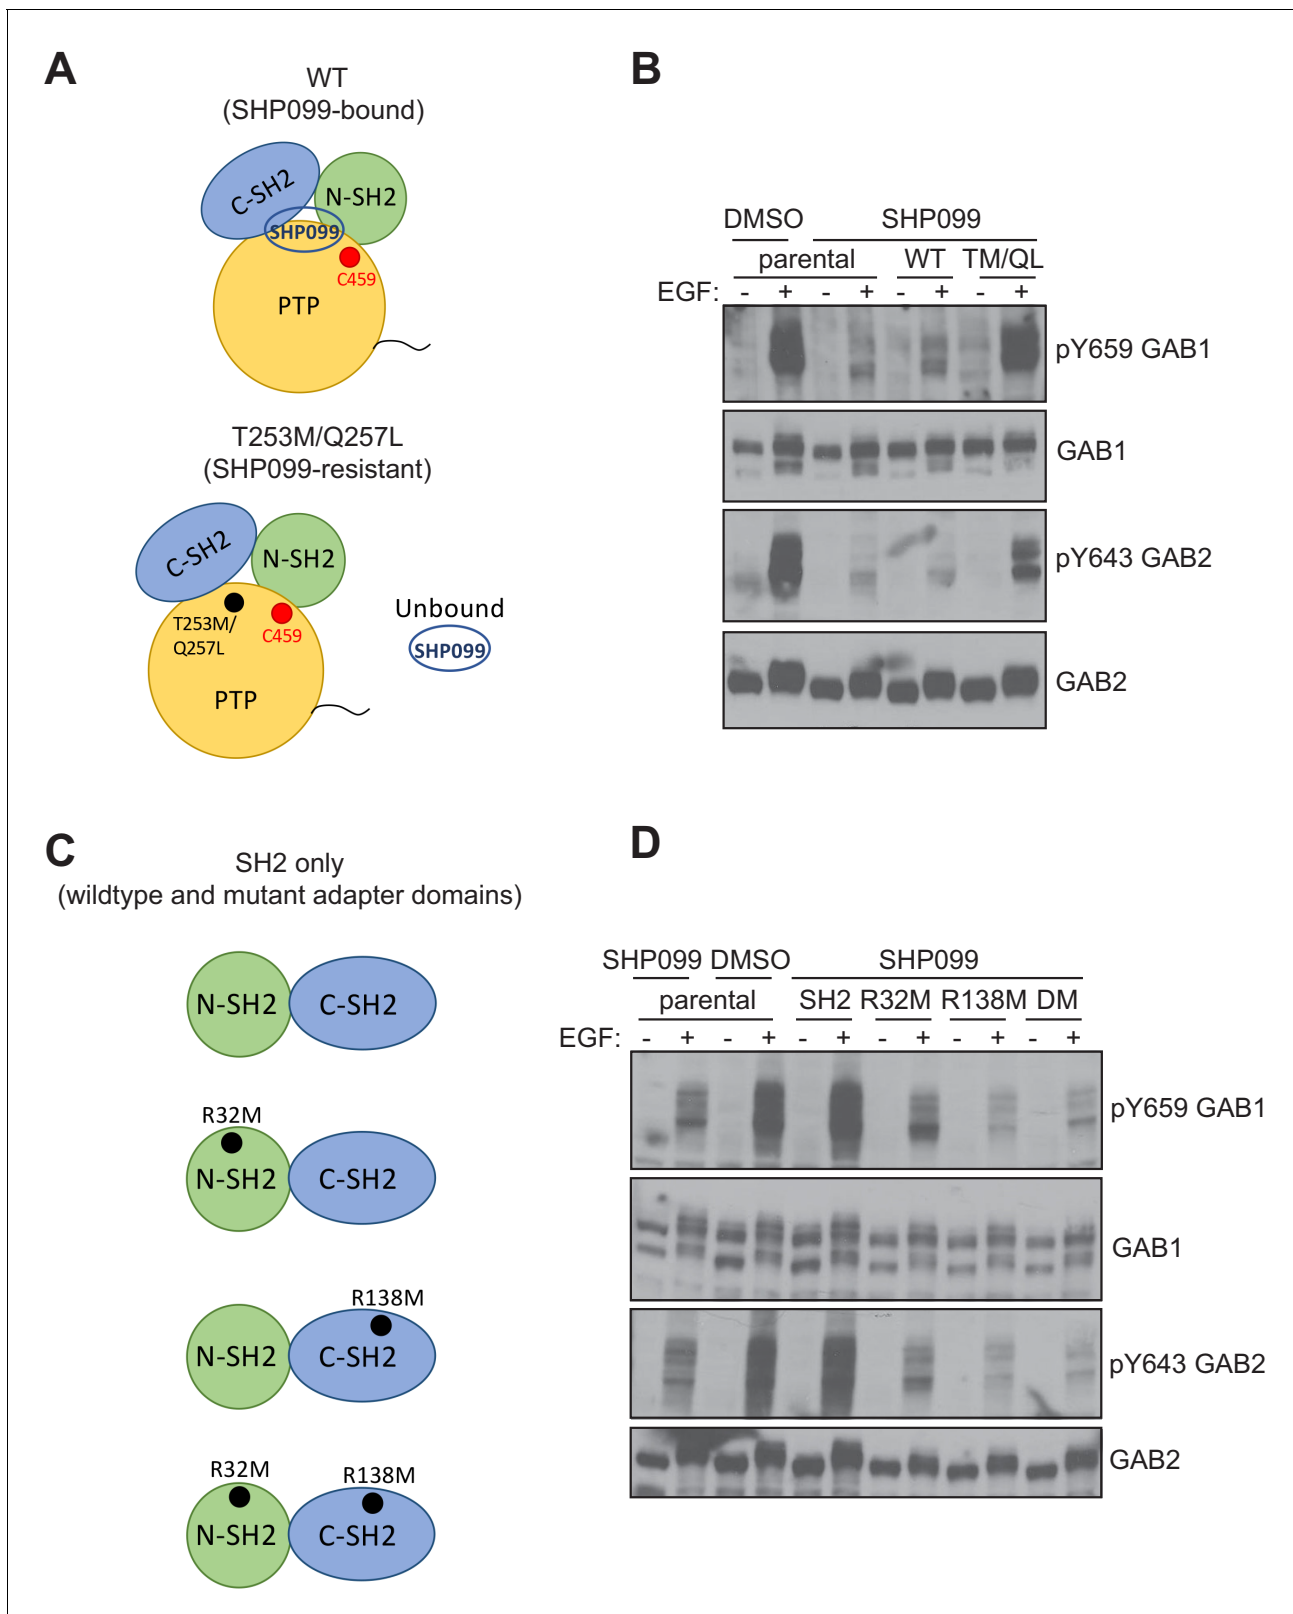 A
WT
(SHP099-bound)
C-SH2
N-SH2
SHP099
C459
PTP
T253M/Q257L
(SHP099-resistant)
C-SH2
N-SH2
T253M/
Q257L
C459
PTP
Unbound
SHP099
B
DMSO SHP099
parental WT TM/QL
EGF: - + - + - + - +
pY659 GAB1
GAB1
pY643 GAB2
GAB2
C
SH2 only
(wildtype and mutant adapter domains)
N-SH2 C-SH2
R32M
N-SH2 C-SH2
R138M
N-SH2 C-SH2
R32M R138M
N-SH2 C-SH2
D
SHP099 DMSO SHP099
parental SH2 R32M R138M DM
EGF: - + - + - + - + - + - +
pY659 GAB1
GAB1
pY643 GAB2
GAB2